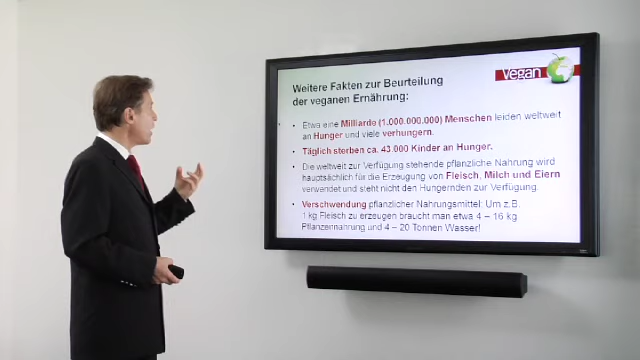 Vegan
Weitere Fakten zur Beurteilung
der veganen Ernährung:
• Etwa eine Milliarde (1.000.000.000) Menschen leiden weltweit
an Hunger und viele verhungern.
• Täglich sterben ca. 43.000 Kinder an Hunger.
• Die weltweit zur Verfügung stehende pflanzliche Nahrung wird
hauptsächlich für die Erzeugung von Fleisch, Milch und Eiern
verwendet und steht nicht den Hungernden zur Verfügung.
• Verschwendung pflanzlicher Nahrungsmittel: Um z.B.
1 kg Fleisch zu erzeugen braucht man etwa 4 – 16 kg
Pflanzennahrung und 4 – 20 Tonnen Wasser!